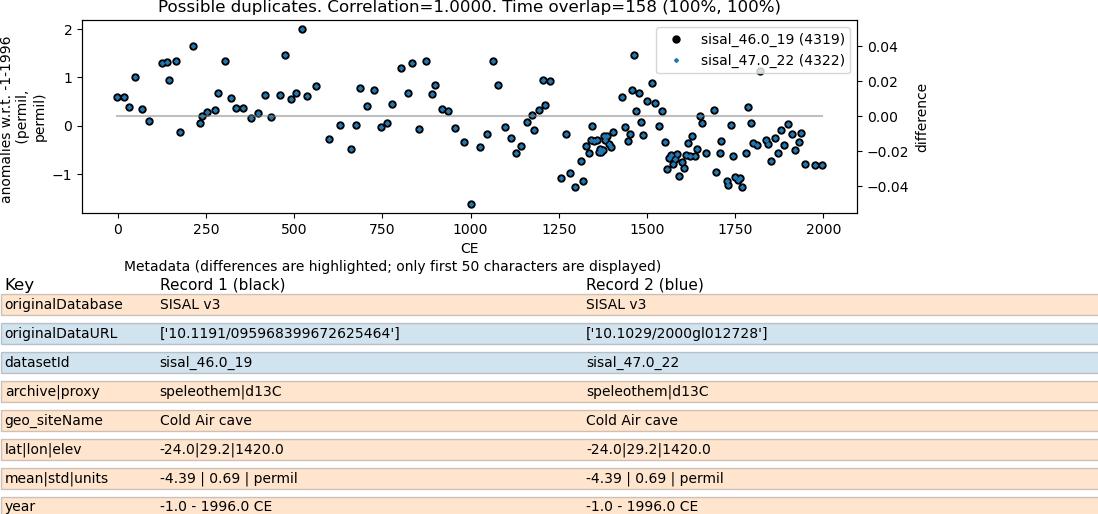 Possible duplicates. Correlation=1.0000. Time overlap=158 (100%, 100%)
anomalies w.r.t. -1-1996
(permil,
permil)
2
1
0
−1
sisal_46.0_19 (4319)
sisal_47.0_22 (4322)
0.04
0.02
0.00
−0.02
−0.04
difference
0 250 500 750 1000 1250 1500 1750 2000
CE
Metadata (differences are highlighted; only first 50 characters are displayed)
Key Record 1 (black) Record 2 (blue)
originalDatabase SISAL v3 SISAL v3
originalDataURL ['10.1191/095968399672625464'] ['10.1029/2000gl012728']
datasetId sisal_46.0_19 sisal_47.0_22
archive|proxy speleothem|d13C speleothem|d13C
geo_siteName Cold Air cave Cold Air cave
lat|lon|elev -24.0|29.2|1420.0 -24.0|29.2|1420.0
mean|std|units -4.39 | 0.69 | permil -4.39 | 0.69 | permil
year -1.0 - 1996.0 CE -1.0 - 1996.0 CE